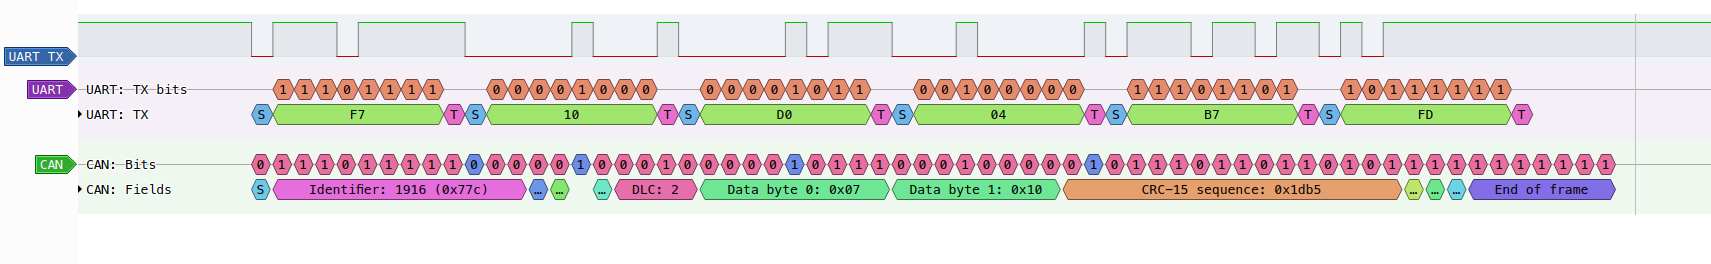 UART TX
UART
UART: TX bits 1 1 1 0 1 1 1 1 0 0 0 0 1 0 0 0 0 0 0 0 1 0 1 1 0 0 1 0 0 0 0 0 1 1 1 0 1 1 0 1 1 0 1 1 1 1 1 1
UART: TX S F7 T S 10 T S D0 T S 04 T S B7 T S FD T
CAN
CAN: Bits 0 1 1 1 0 1 1 1 1 1 0 0 0 0 0 1 0 0 0 1 0 0 0 0 0 1 0 1 1 1 0 0 0 1 0 0 0 0 0 1 0 1 1 1 0 1 1 0 1 1 0 1 0 1 1 1 1 1 1 1 1 1 1 1
CAN: Fields S Identifier: 1916 (0x77c) … … … DLC: 2 Data byte 0: 0x07 Data byte 1: 0x10 CRC-15 sequence: 0x1db5 … … … End of frame